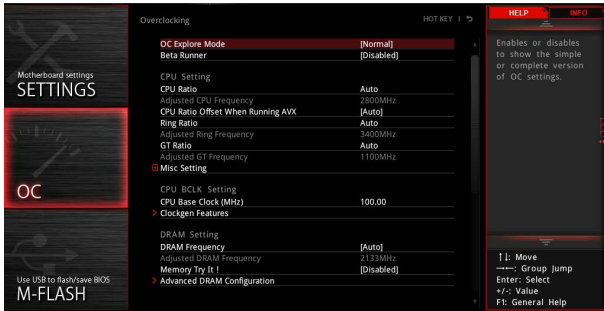 Motherboard settings
SETTINGS
OC
Use USB to flash/save BIOS
M-FLASH
Overclocking
HOT KEY |
OC Explore Mode [Normal]
Beta Runner [Disabled]
CPU Setting
CPU Ratio Auto
Adjusted CPU Frequency 2800MHz
CPU Ratio Offset When Running AVX [Auto]
Ring Ratio Auto
Adjusted Ring Frequency 3400MHz
GT Ratio Auto
Adjusted GT Frequency 1100MHz
Misc Setting
CPU BCLK Setting
CPU Base Clock (MHz) 100.00
Clockgen Features
DRAM Setting
DRAM Frequency [Auto]
Adjusted DRAM Frequency 2133MHz
Memory Try It ! [Disabled]
Advanced DRAM Configuration
HELP INFO
Enables or disables
to show the simple
or complete version
of OC settings.
↑↓: Move
→←: Group Jump
Enter: Select
+/-: Value
F1: General Help